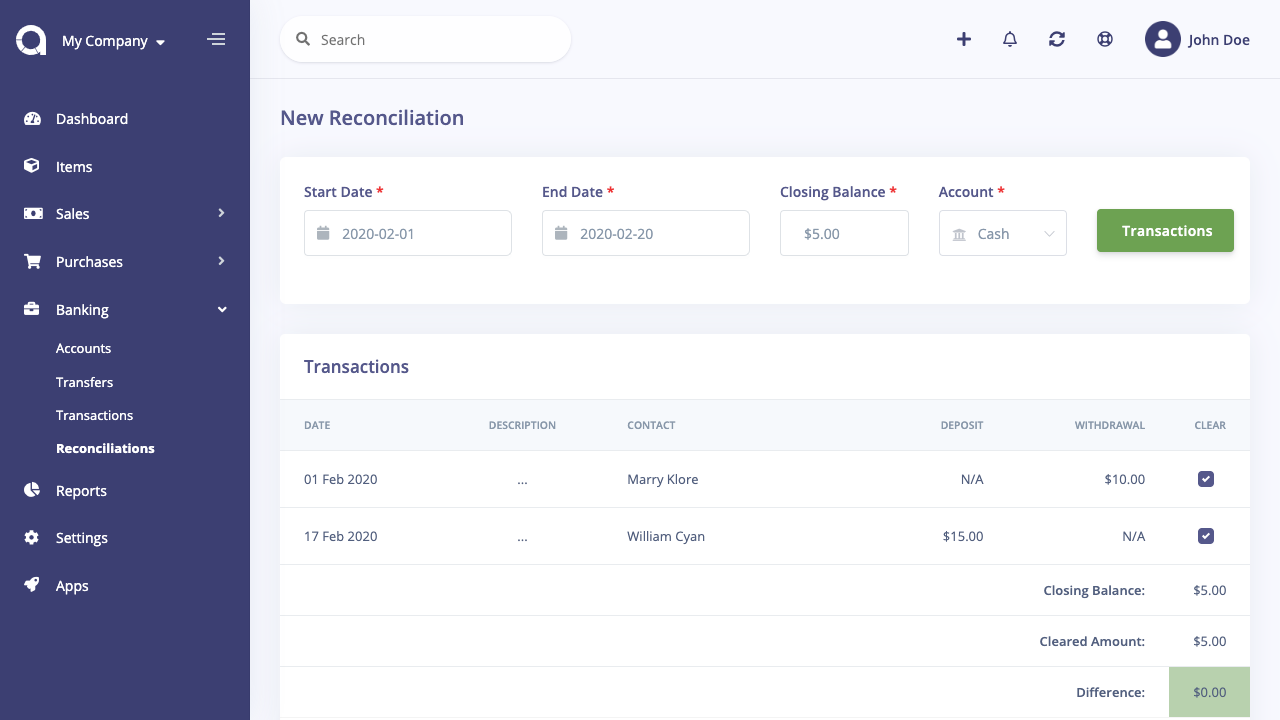 My Company
Search
John Doe
Dashboard
Items
Sales
Purchases
Banking
Accounts
Transfers
Transactions
Reconciliations
Reports
Settings
Apps
New Reconciliation
Start Date * End Date * Closing Balance * Account *
2020-02-01 2020-02-20 $5.00 Cash Transactions
Transactions
DATE DESCRIPTION CONTACT DEPOSIT WITHDRAWAL CLEAR
01 Feb 2020 ... Marry Klore N/A $10.00
17 Feb 2020 ... William Cyan $15.00 N/A
Closing Balance: $5.00
Cleared Amount: $5.00
Difference: $0.00